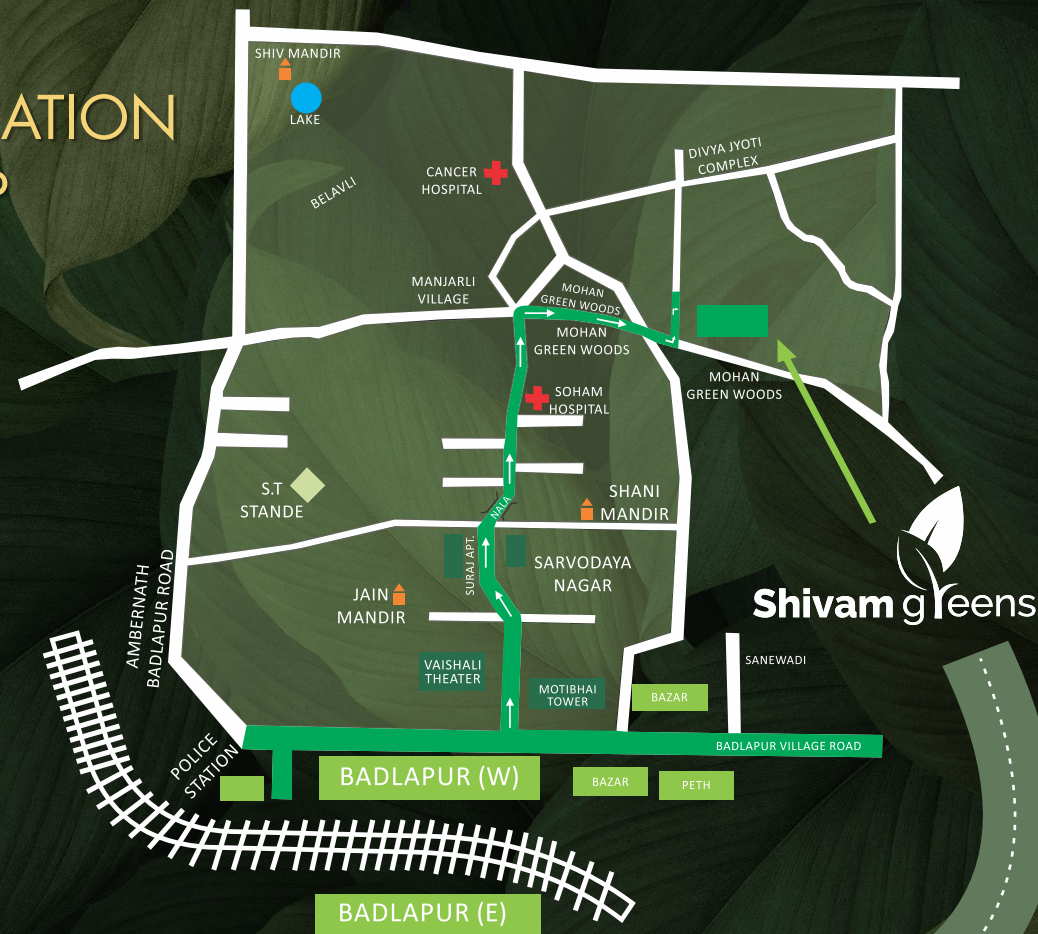 SHIV MANDIR
LAKE
ATION
CANCER
HOSPITAL
DIVYA JYOTI
COMPLEX
BELAVLI
MANJARLI
VILLAGE
MOHAN
GREEN WOODS
MOHAN
GREEN WOODS
MOHAN
GREEN WOODS
SOHAM
HOSPITAL
S.T
STANDE
NALA
SHANI
MANDIR
SURAJ APT.
SARVODAYA
NAGAR
JAIN
MANDIR
AMBERNATH
BADLAPUR ROAD
Shivam greens
VAISHALI
THEATER
MOTIBHAI
TOWER
SANEWADI
BAZAR
BADLAPUR VILLAGE ROAD
POLICE
STATION
BADLAPUR (W)
BAZAR
PETH
BADLAPUR (E)